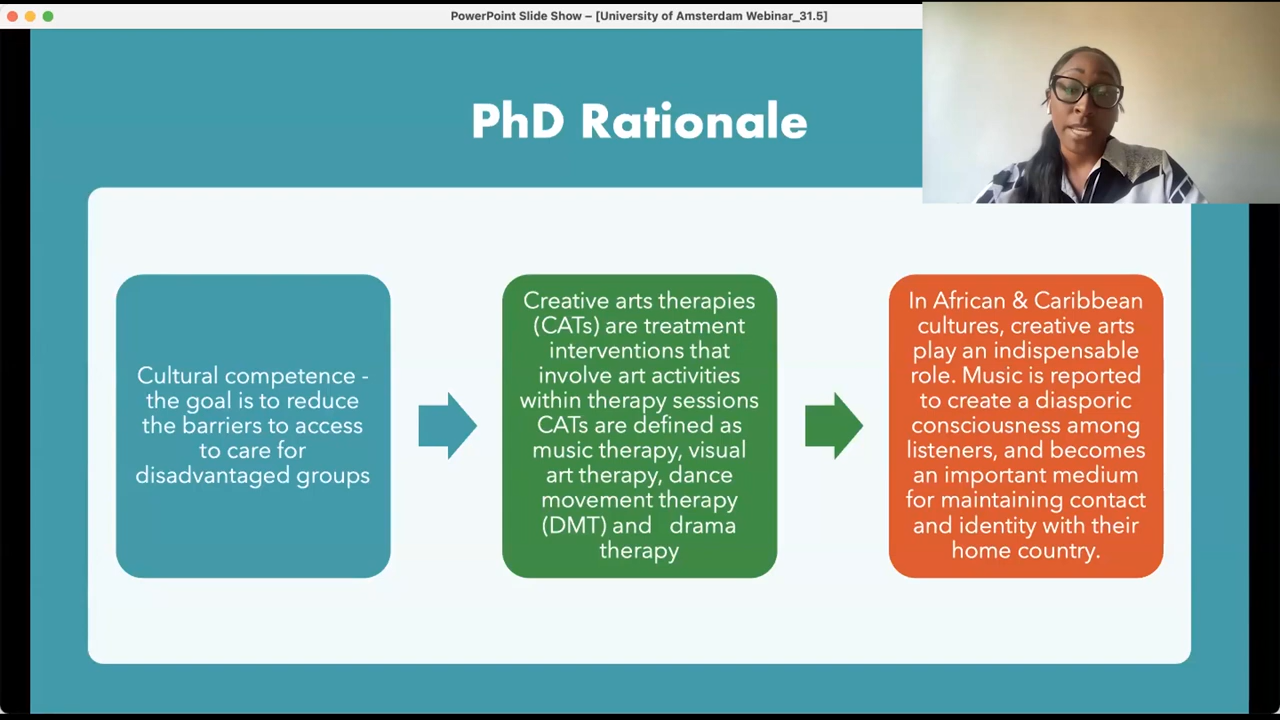 PowerPoint Slide Show – [University of Amsterdam Webinar_31.5]
PhD Rationale
Cultural competence -
the goal is to reduce
the barriers to access
to care for
disadvantaged groups
Creative arts therapies
(CATs) are treatment
interventions that
involve art activities
within therapy sessions
CATs are defined as
music therapy, visual
art therapy, dance
movement therapy
(DMT) and   drama
therapy
In African & Caribbean
cultures, creative arts
play an indispensable
role. Music is reported
to create a diasporic
consciousness among
listeners, and becomes
an important medium
for maintaining contact
and identity with their
home country.